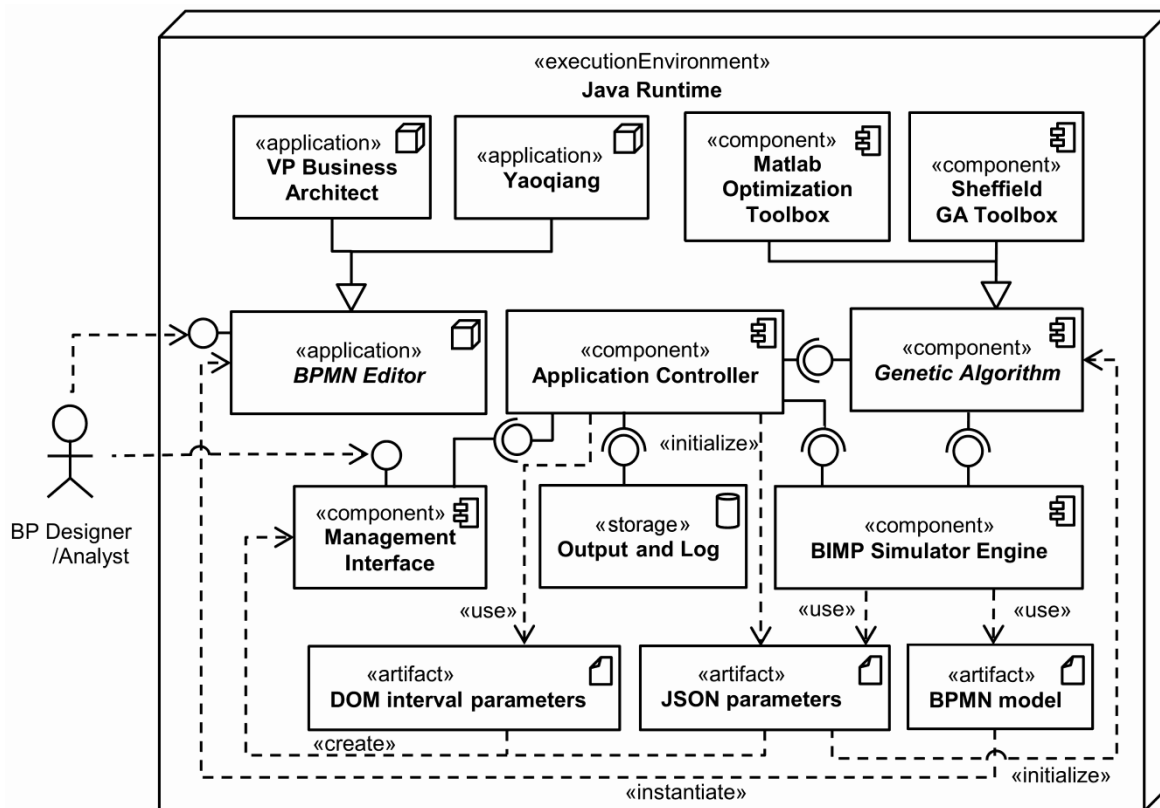 «executionEnvironment»
Java Runtime
«application»
VP Business
Architect
«application»
Yaoqiang
«component»
Matlab
Optimization
Toolbox
«component»
Sheffield
GA Toolbox
«application»
BPMN Editor
«component»
Application Controller
«component»
Genetic Algorithm
«initialize»
BP Designer
/Analyst
«component»
Management
Interface
«storage»
Output and Log
«component»
BIMP Simulator Engine
«use»
«use»
«use»
«artifact»
DOM interval parameters
«artifact»
JSON parameters
«artifact»
BPMN model
«create»
«initialize»
«instantiate»